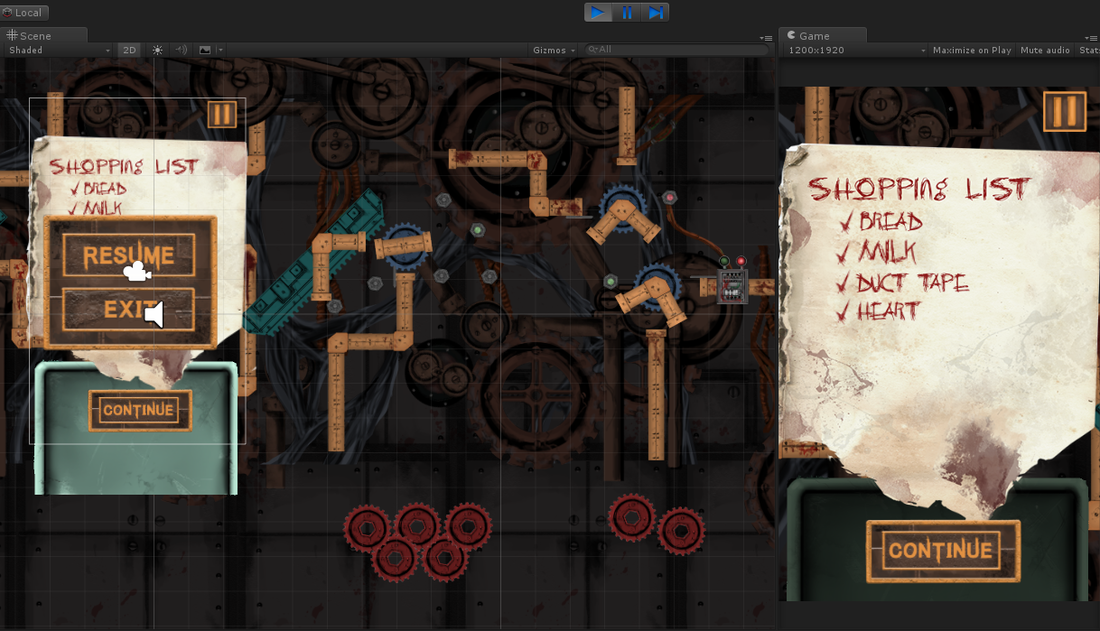 Local
Scene
Shaded
2D
Gizmos
All
Game
1200x1920
Maximize on Play
Mute audio
Stats
SHOPPING LIST
BREAD
MILK
RESUME
EXIT
CONTINUE
SHOPPING LIST
BREAD
MILK
DUCT TAPE
HEART
CONTINUE